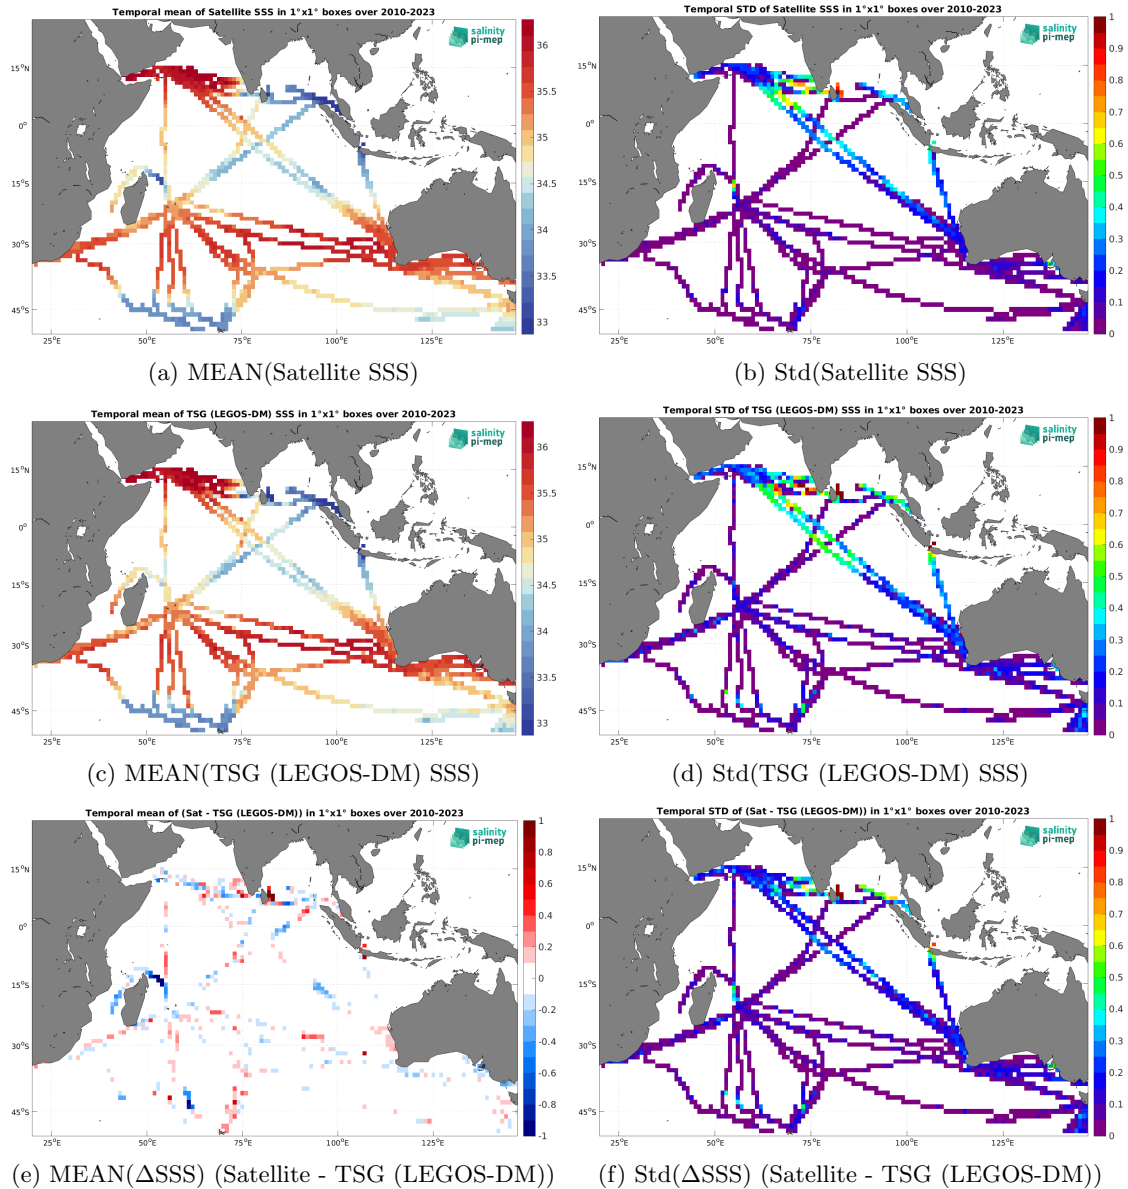 Temporal mean of Satellite SSS in 1°x1° boxes over 2010-2023
salinity
pi-mep
15°N
0°
15°S
30°S
45°S
25°E
50°E
75°E
100°E
125°E
36
35.5
35
34.5
34
33.5
33
(a) MEAN(Satellite SSS)
Temporal STD of Satellite SSS in 1°x1° boxes over 2010-2023
salinity
pi-mep
15°N
0°
15°S
30°S
45°S
25°E
50°E
75°E
100°E
125°E
1
0.9
0.8
0.7
0.6
0.5
0.4
0.3
0.2
0.1
0
(b) Std(Satellite SSS)
Temporal mean of TSG (LEGOS-DM) SSS in 1°x1° boxes over 2010-2023
salinity
pi-mep
15°N
0°
15°S
30°S
45°S
25°E
50°E
75°E
100°E
125°E
36
35.5
35
34.5
34
33.5
33
(c) MEAN(TSG (LEGOS-DM) SSS)
Temporal STD of TSG (LEGOS-DM) SSS in 1°x1° boxes over 2010-2023
salinity
pi-mep
15°N
0°
15°S
30°S
45°S
25°E
50°E
75°E
100°E
125°E
1
0.9
0.8
0.7
0.6
0.5
0.4
0.3
0.2
0.1
0
(d) Std(TSG (LEGOS-DM) SSS)
Temporal mean of (Sat - TSG (LEGOS-DM)) in 1°x1° boxes over 2010-2023
salinity
pi-mep
15°N
0°
15°S
30°S
45°S
25°E
50°E
75°E
100°E
125°E
1
0.8
0.6
0.4
0.2
0
-0.2
-0.4
-0.6
-0.8
-1
(e) MEAN(ΔSSS) (Satellite - TSG (LEGOS-DM))
Temporal STD of (Sat - TSG (LEGOS-DM)) in 1°x1° boxes over 2010-2023
salinity
pi-mep
15°N
0°
15°S
30°S
45°S
25°E
50°E
75°E
100°E
125°E
1
0.9
0.8
0.7
0.6
0.5
0.4
0.3
0.2
0.1
0
(f) Std(ΔSSS) (Satellite - TSG (LEGOS-DM))